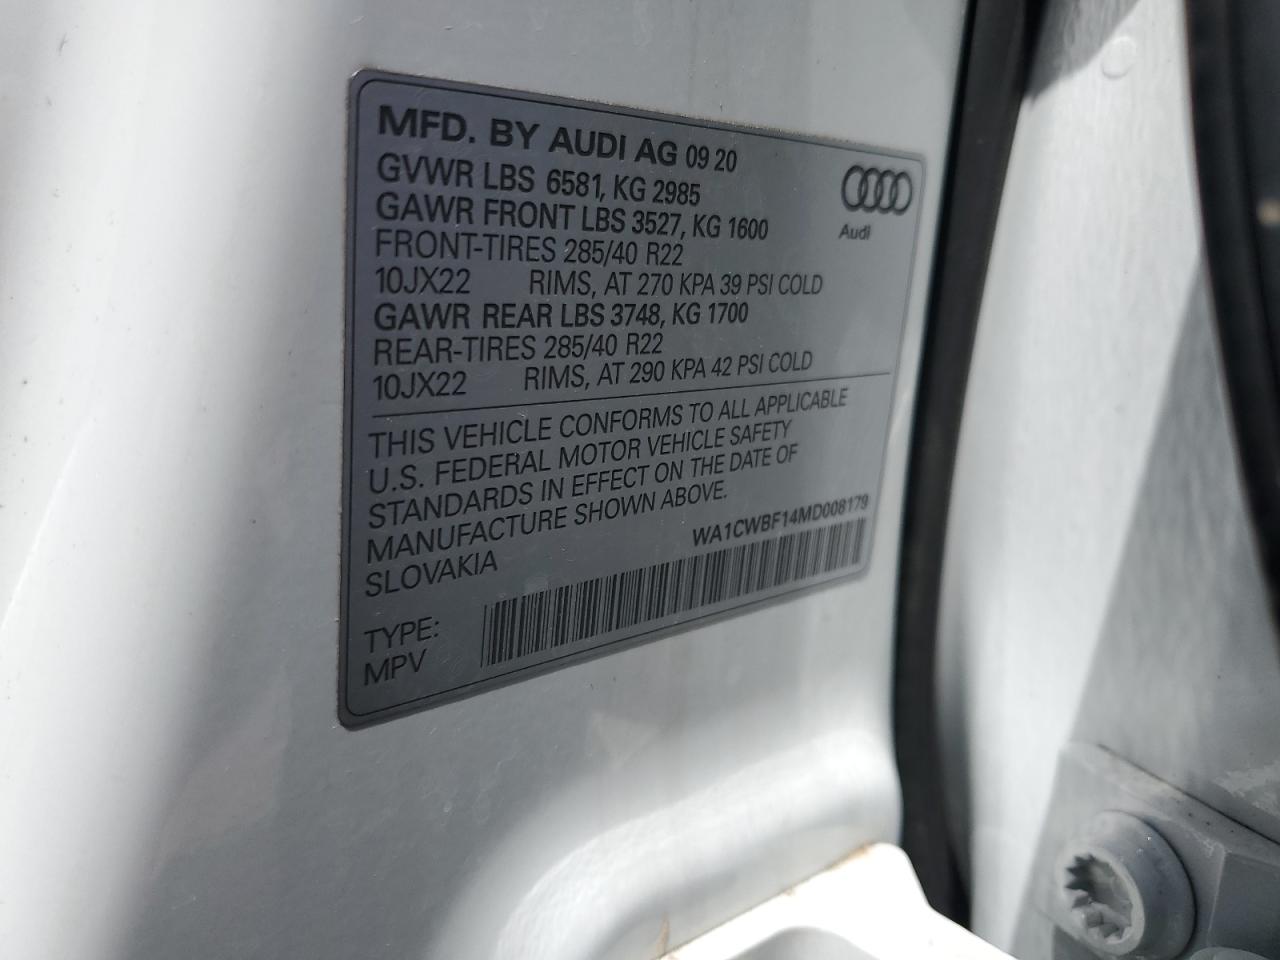 MFD. BY AUDI AG 09 20
GVWR LBS 6581, KG 2985
GAWR FRONT LBS 3527, KG 1600
FRONT-TIRES 285/40 R22
10JX22 RIMS, AT 270 KPA 39 PSI COLD
GAWR REAR LBS 3748, KG 1700
REAR-TIRES 285/40 R22
10JX22 RIMS, AT 290 KPA 42 PSI COLD
Audi
THIS VEHICLE CONFORMS TO ALL APPLICABLE
U.S. FEDERAL MOTOR VEHICLE SAFETY
STANDARDS IN EFFECT ON THE DATE OF
MANUFACTURE SHOWN ABOVE.
SLOVAKIA
WA1CWBF14MD008179
TYPE:
MPV